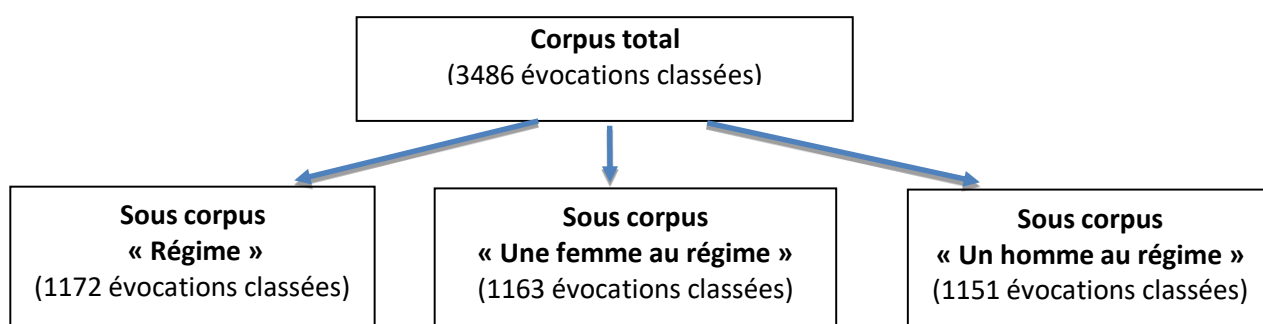 Corpus total
(3486 évocations classées)
Sous corpus
« Régime »
(1172 évocations classées)
Sous corpus
« Une femme au régime »
(1163 évocations classées)
Sous corpus
« Un homme au régime »
(1151 évocations classées)